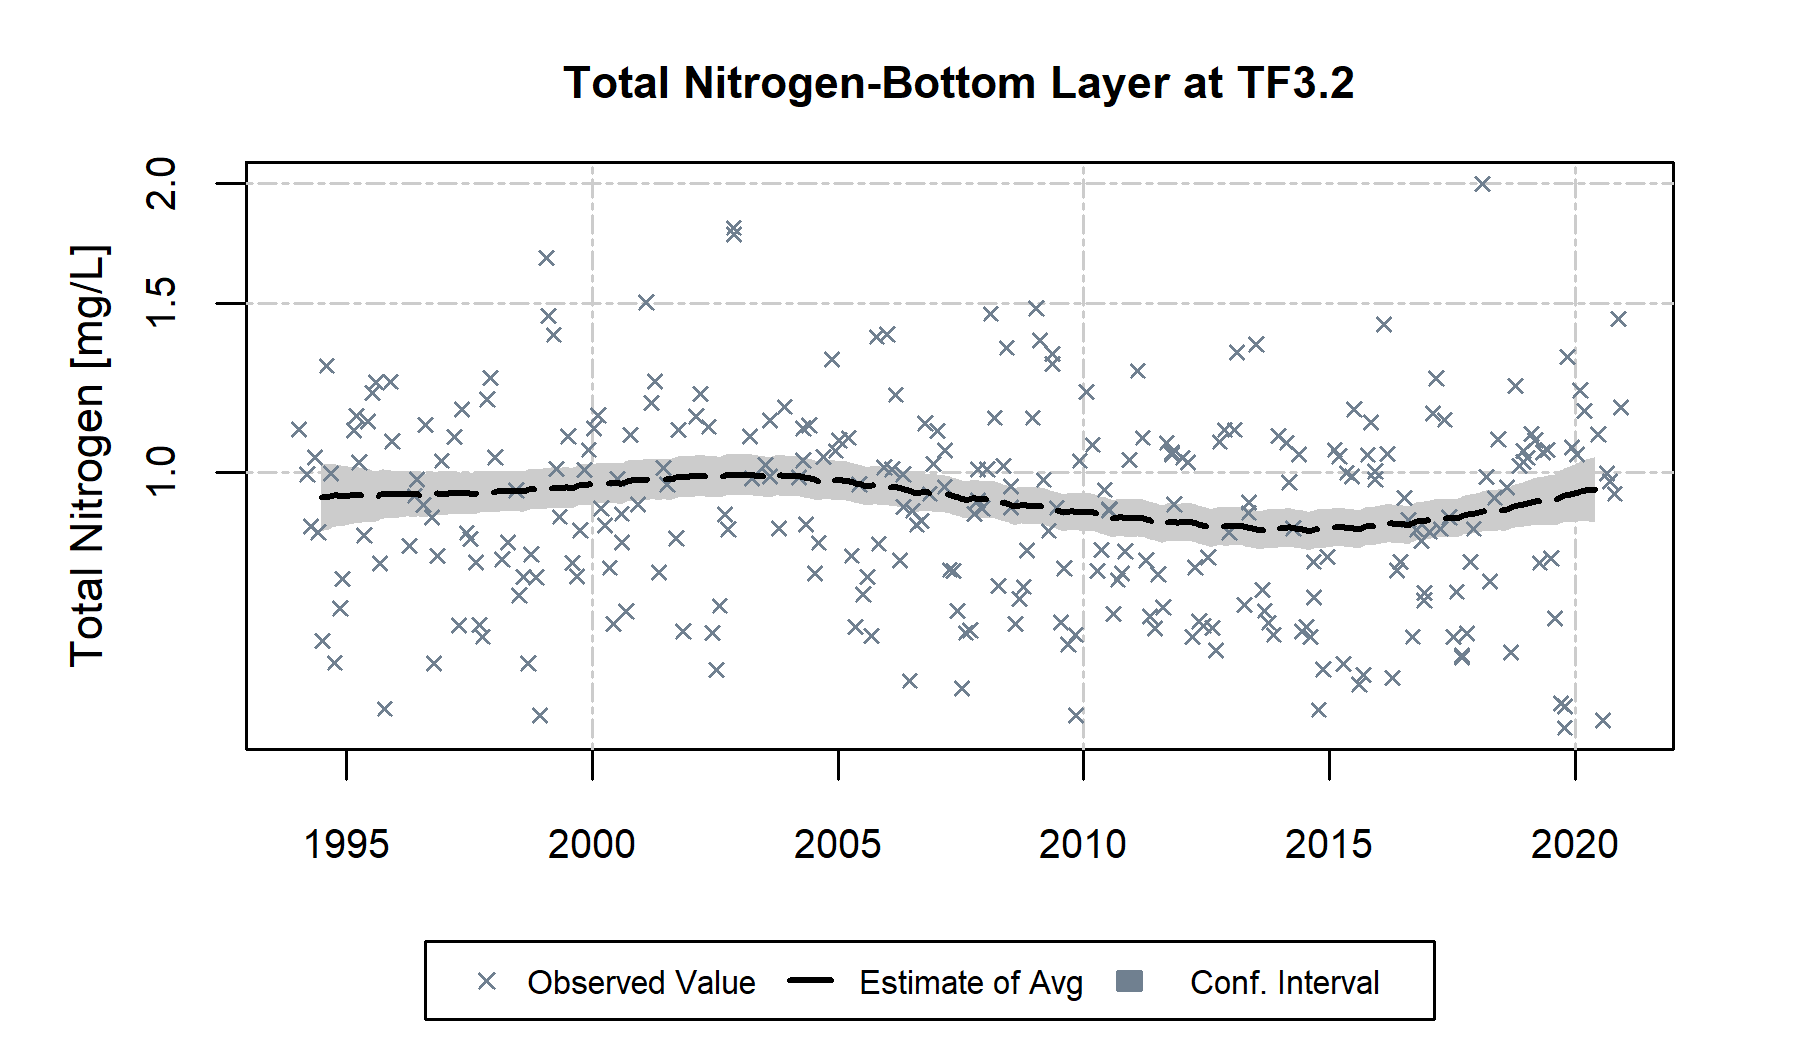 Total Nitrogen-Bottom Layer at TF3.2
Total Nitrogen [mg/L]
2.0
1.5
1.0
1995 2000 2005 2010 2015 2020
Observed Value Estimate of Avg Conf. Interval